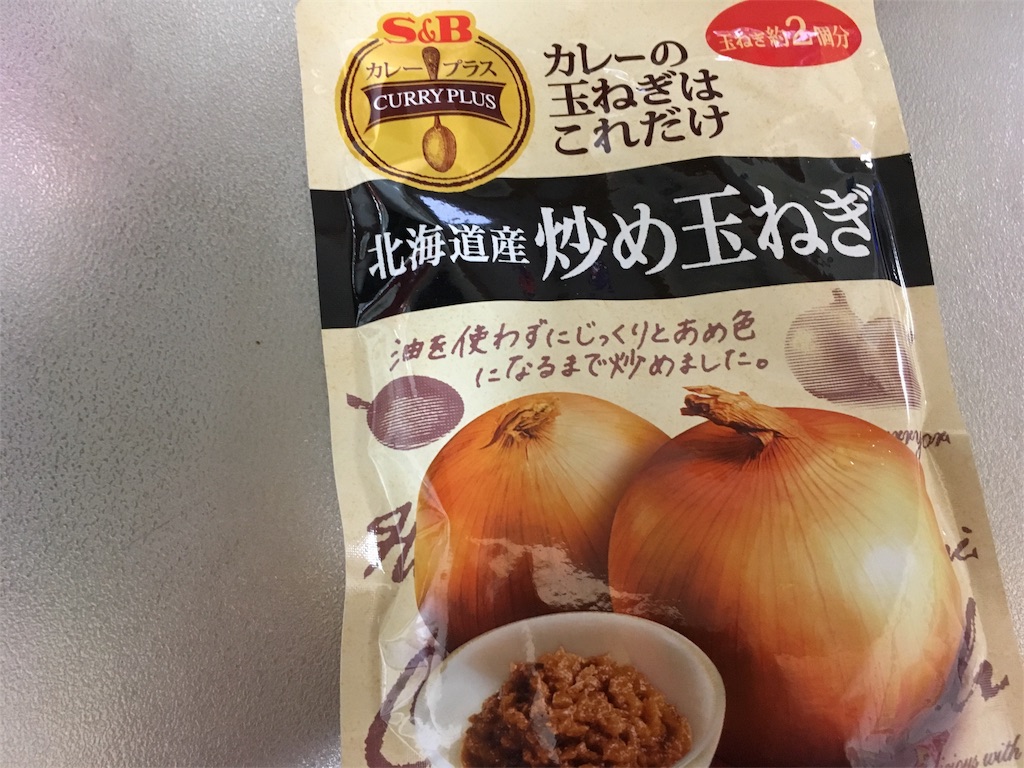 S&B
カレープラス
CURRY PLUS
玉ねぎ約2個分
カレーの
玉ねぎは
これだけ
北海道産 炒め玉ねぎ
油を使わずにじっくりとあめ色
になるまで炒めました。
with